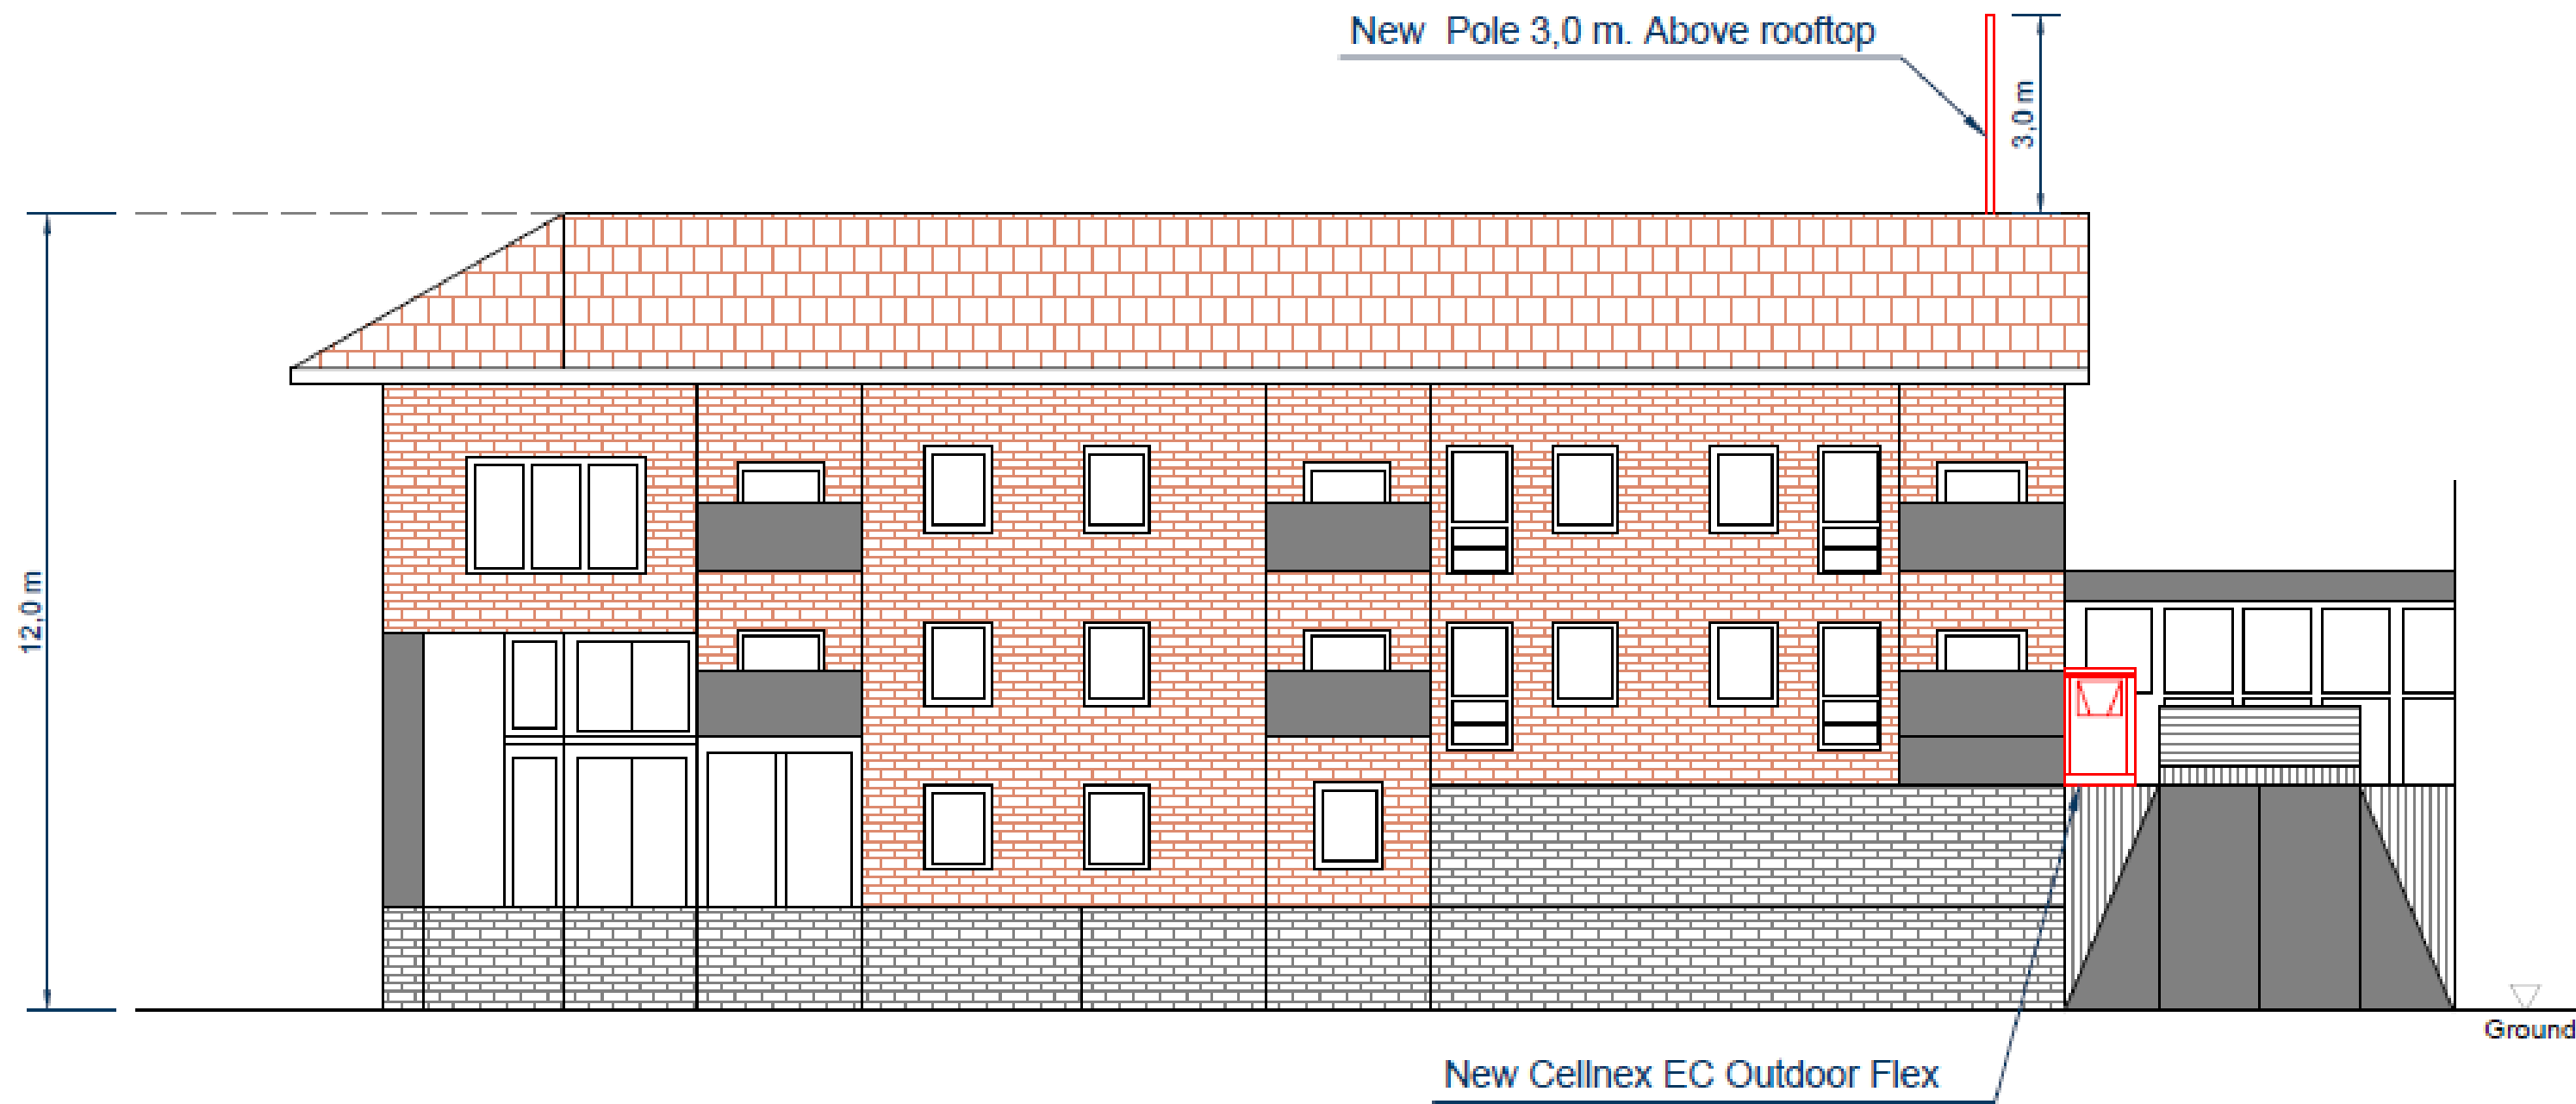 New Pole 3,0 m. Above rooftop
3,0 m
12,0 m
Ground
New Cellnex EC Outdoor Flex